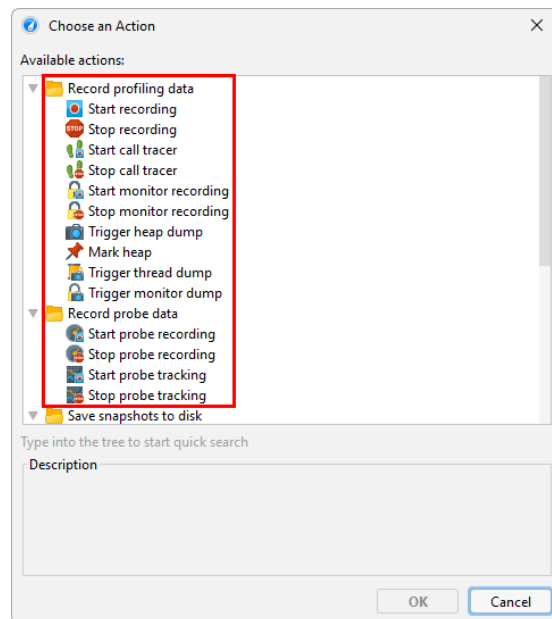 Choose an Action
Available actions:
Record profiling data
Start recording
STOP Stop recording
Start call tracer
Stop call tracer
Start monitor recording
Stop monitor recording
Trigger heap dump
Mark heap
Trigger thread dump
Trigger monitor dump
Record probe data
Start probe recording
Stop probe recording
Start probe tracking
Stop probe tracking
Save snapshots to disk
Type into the tree to start quick search
Description
OK Cancel